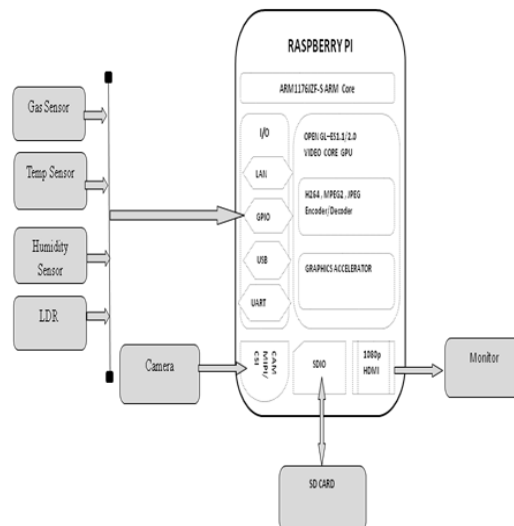 RASPBERRY PI
ARM1176JZF-S ARM Core
Gas Sensor
Temp Sensor
Humidity
Sensor
LDR
I/O
LAN
GPIO
USB
UART
OPEN GL-ES1.1/2.0
VIDEO CORE GPU
H264, MPEG2, JPEG
Encoder/Decoder
GRAPHICS ACCELERATOR
Camera
CAM
MIPI/
CSI
SDIO
1080p
HDMI
Monitor
SD CARD